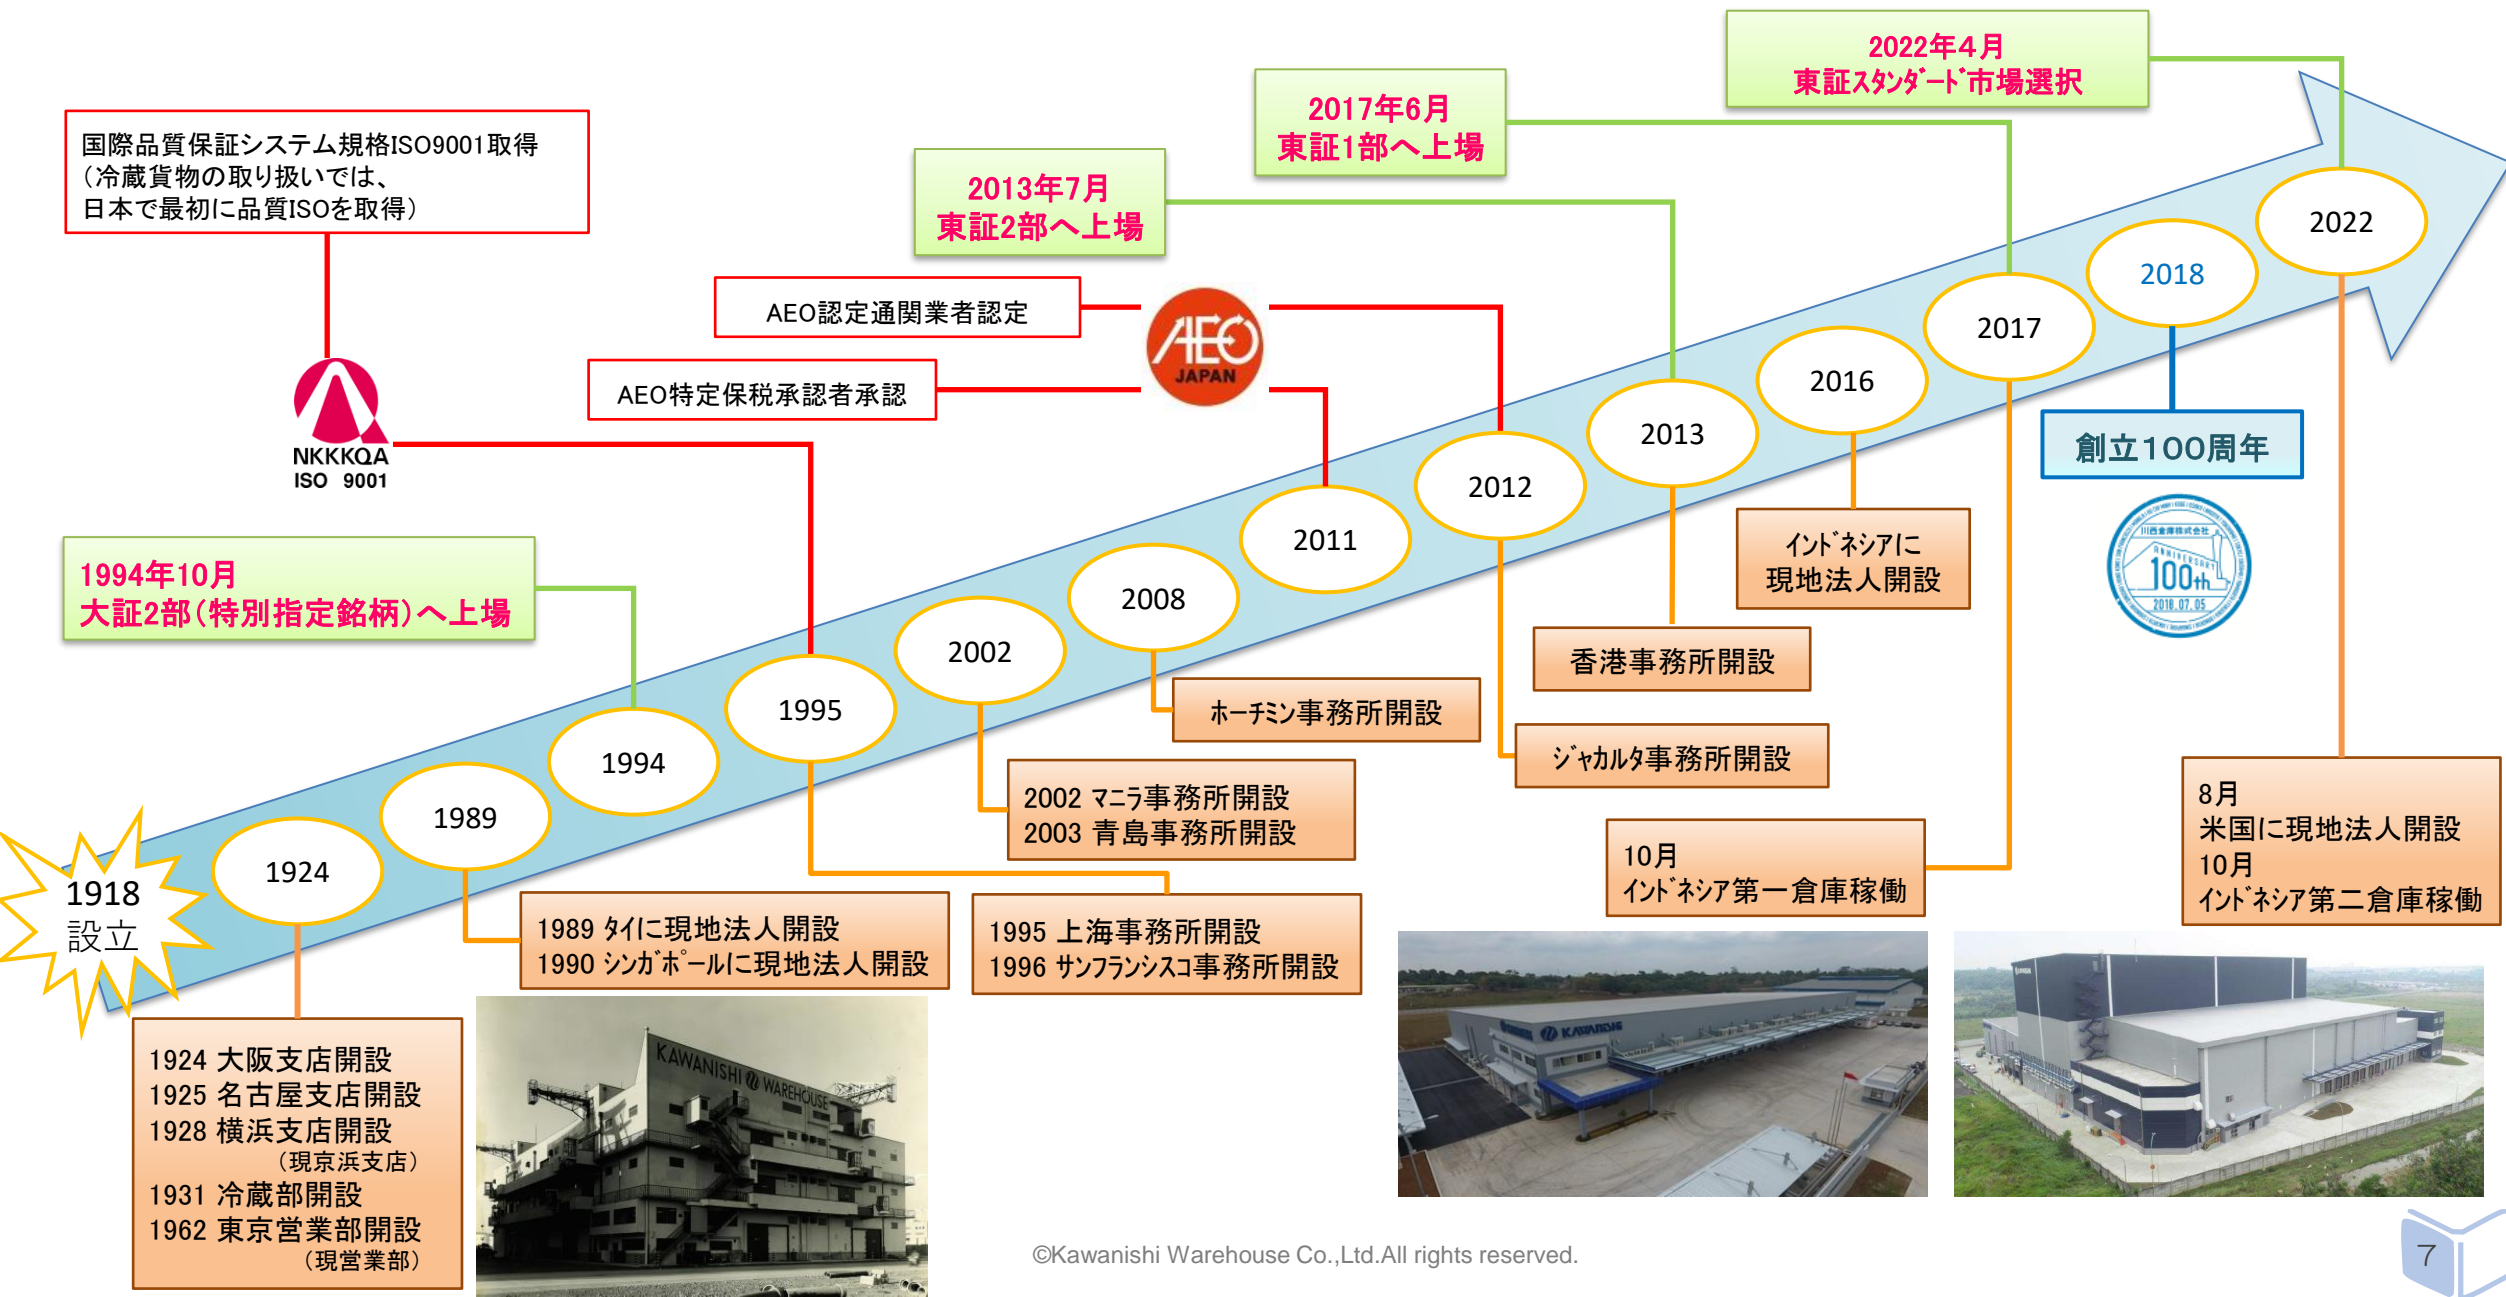 2022年4月
東証スタンダード市場選択
2017年6月
東証1部へ上場
国際品質保証システム規格ISO9001取得
（冷蔵貨物の取り扱いでは、
日本で最初に品質ISOを取得）
2013年7月
東証2部へ上場
AEO認定通関業者認定
AEO特定保税承認者承認
AEO
JAPAN
NKKKQA
ISO 9001
1994年10月
大証2部（特別指定銘柄）へ上場
1918
設立
1924
1989
1994
1995
2002
2008
2011
2012
2013
2016
2017
2018
2022
創立100周年
川西倉庫株式会社
ANNIVERSARY
100th
2018.07.05
インドネシアに
現地法人開設
香港事務所開設
ホーチミン事務所開設
ジャカルタ事務所開設
2002 マニラ事務所開設
2003 青島事務所開設
8月
米国に現地法人開設
10月
インドネシア第二倉庫稼働
10月
インドネシア第一倉庫稼働
1989 タイに現地法人開設
1990 シンガポールに現地法人開設
1995 上海事務所開設
1996 サンフランシスコ事務所開設
1924 大阪支店開設
1925 名古屋支店開設
1928 横浜支店開設
（現京浜支店）
1931 冷蔵部開設
1962 東京営業部開設
（現営業部）
KAWANISHI WAREHOUSE
KAWANISHI
©Kawanishi Warehouse Co.,Ltd.All rights reserved.
7